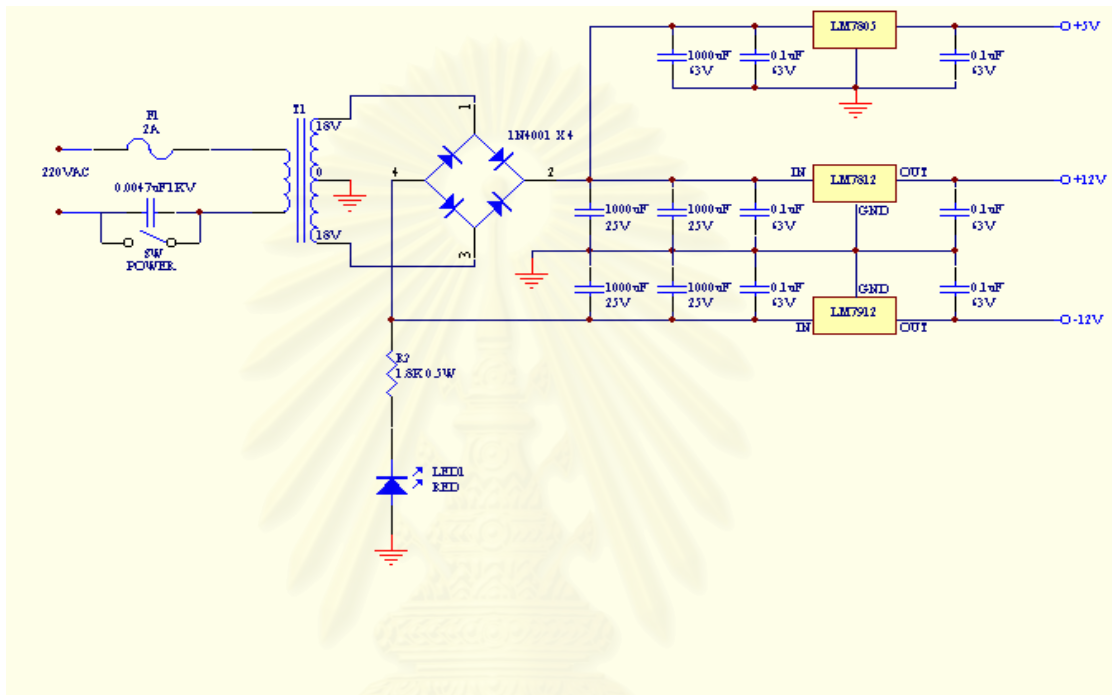 LM7805
+5V
1000uF
63V
0.1uF
63V
0.1uF
63V
F1
2A
T1
18V
1
1N4001 X 4
220VAC
0
4
2
IN
LM7812
OUT
+12V
0.0047uF1KV
GND
1000uF
25V
1000uF
25V
0.1uF
63V
0.1uF
63V
SW
POWER
18V
3
1000uF
25V
1000uF
25V
0.1uF
63V
GND
0.1uF
63V
LM7912
IN
OUT
-12V
R2
1.8K 0.5W
LED1
RED